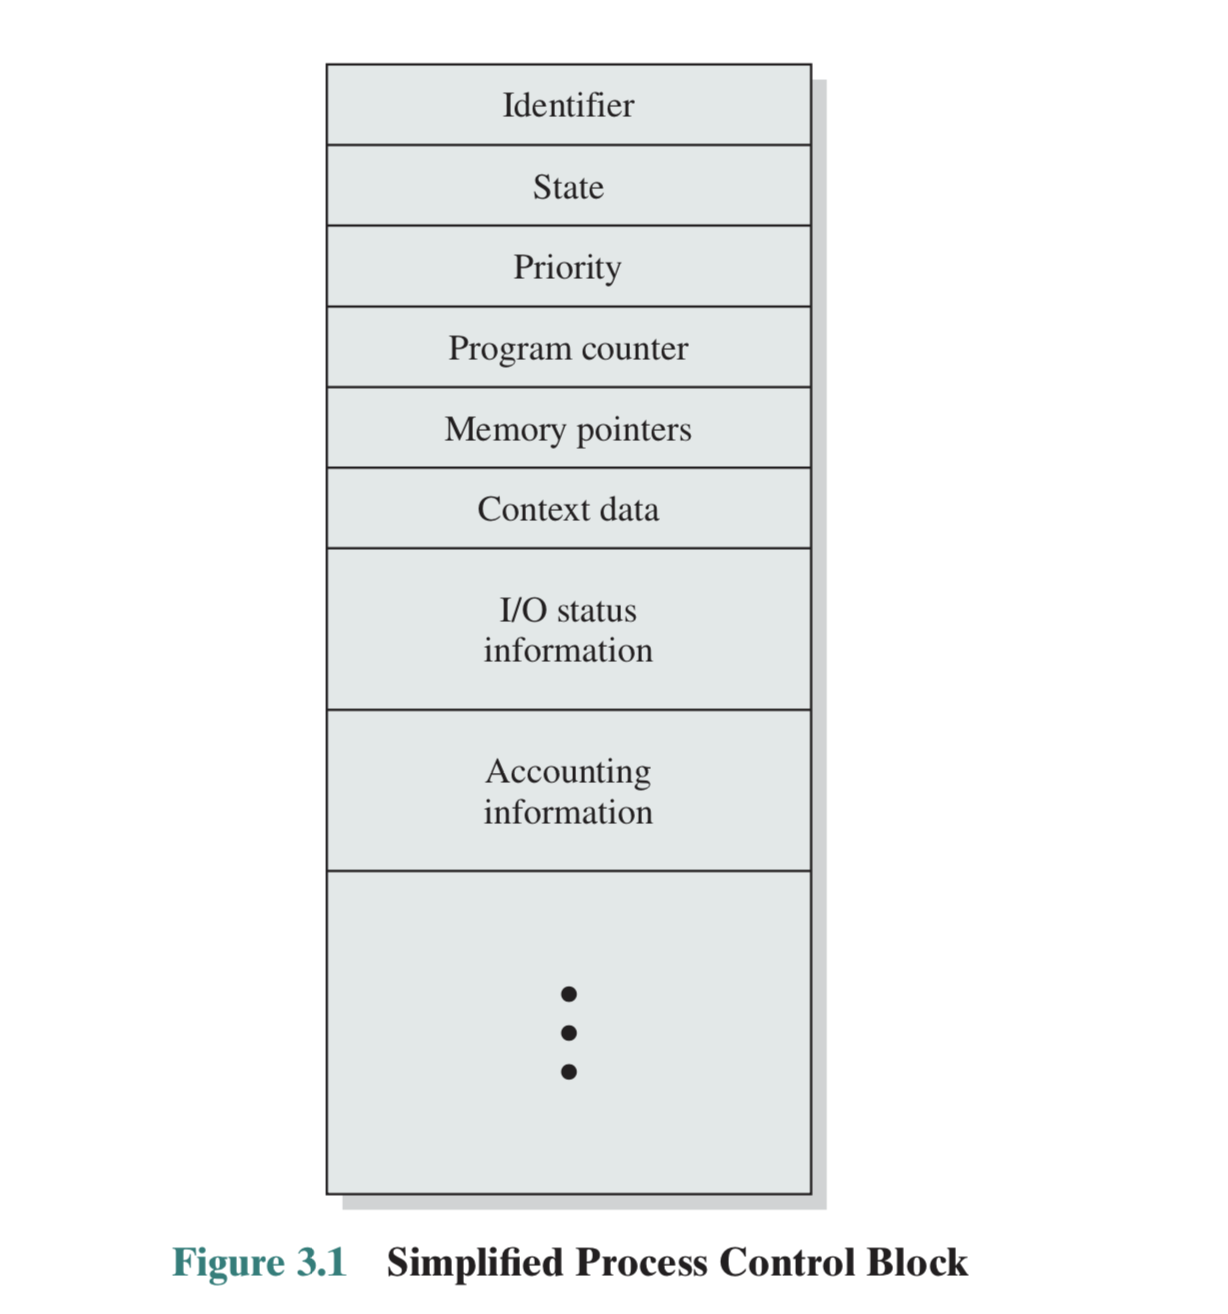 Identifier
State
Priority
Program counter
Memory pointers
Context data
I/O status
information
Accounting
information
Figure 3.1 Simplified Process Control Block